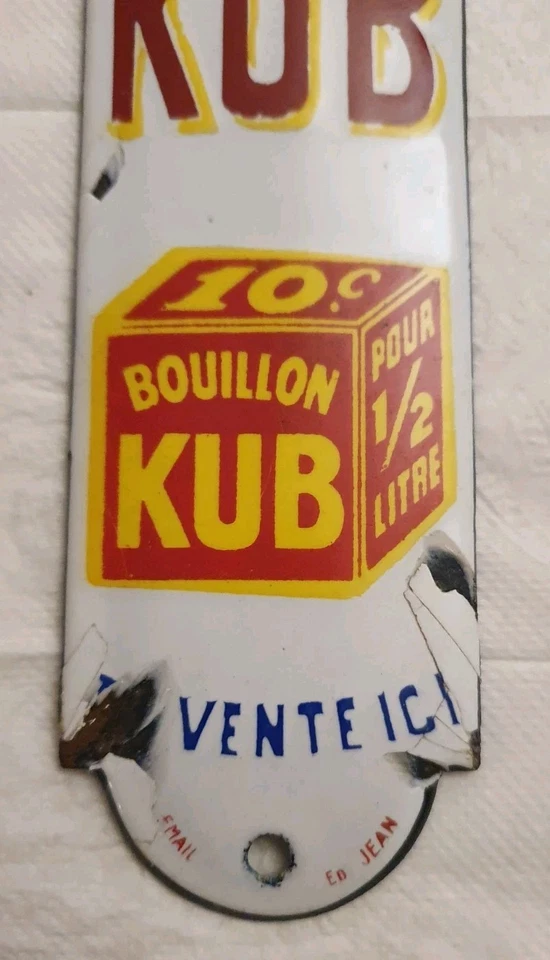 KUB
10.c
BOUILLON
KUB
POUR
1/2
LITRE
VENTE ICI
EMAIL
ED JEAN